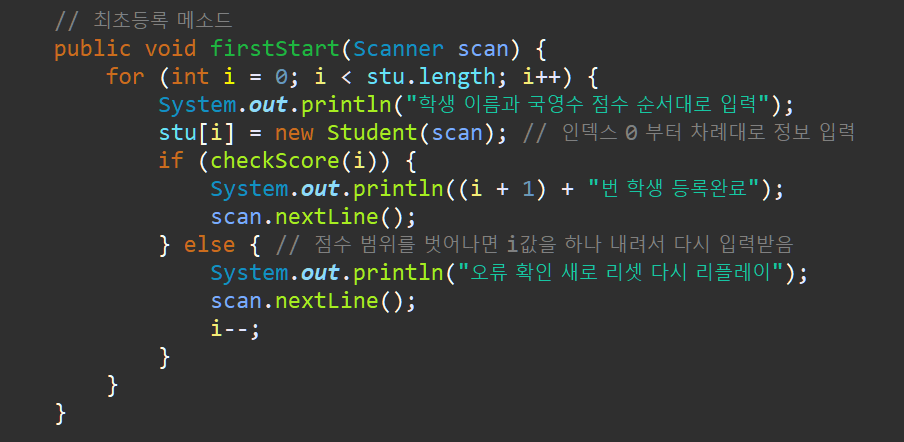 // 최초등록 메소드
public void firstStart(Scanner scan) {
for (int i = 0; i < stu.length; i++) {
System.out.println("학생 이름과 국영수 점수 순서대로 입력");
stu[i] = new Student(scan); // 인덱스 0 부터 차례대로 정보 입력
if (checkScore(i)) {
System.out.println((i + 1) + "번 학생 등록완료");
scan.nextLine();
} else { // 점수 범위를 벗어나면 i값을 하나 내려서 다시 입력받음
System.out.println("오류 확인 새로 리셋 다시 리플레이");
scan.nextLine();
i--;
}
}
}